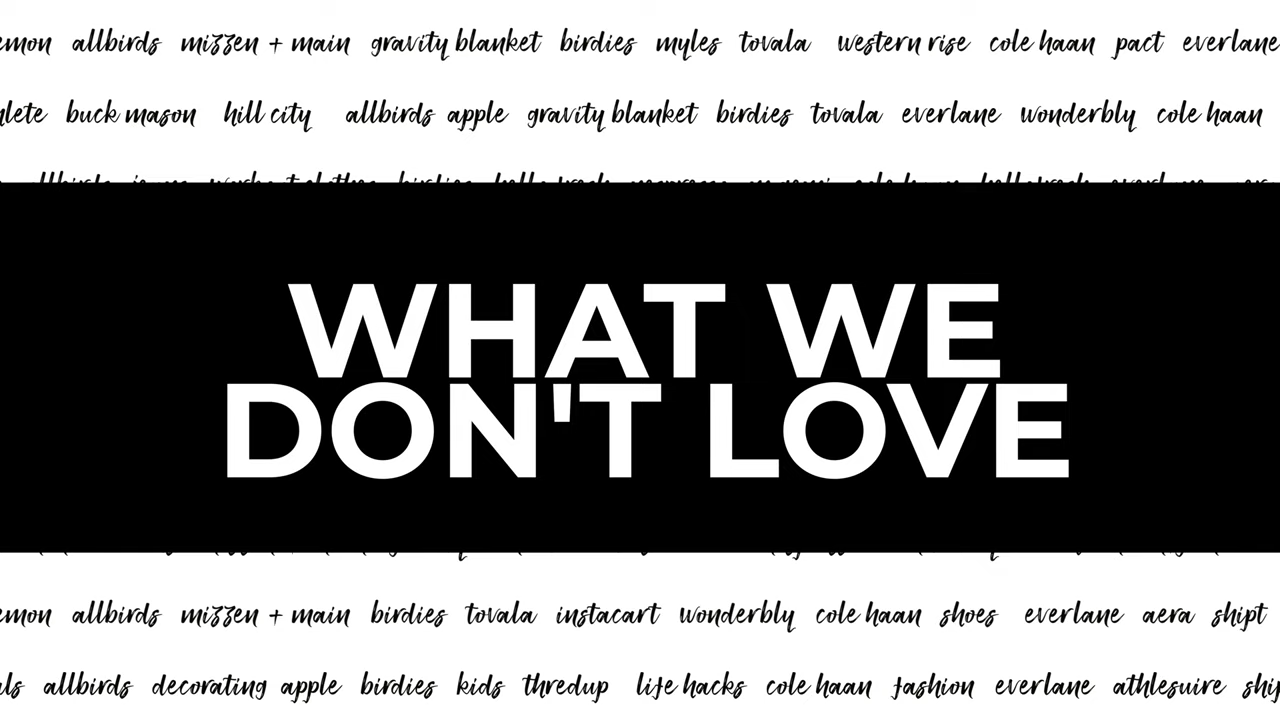 allbirds mizzen + main gravity blanket birdies myles tovala western rise cole haan pact everlane
buck mason hill city allbirds apple gravity blanket birdies tovala everlane wonderbly cole haan
WHAT WE
DON'T LOVE
allbirds mizzen + main birdies tovala instacart wonderbly cole haan shoes everlane aera shipt
allbirds decorating apple birdies kids thredup life hacks cole haan fashion everlane athlesuire